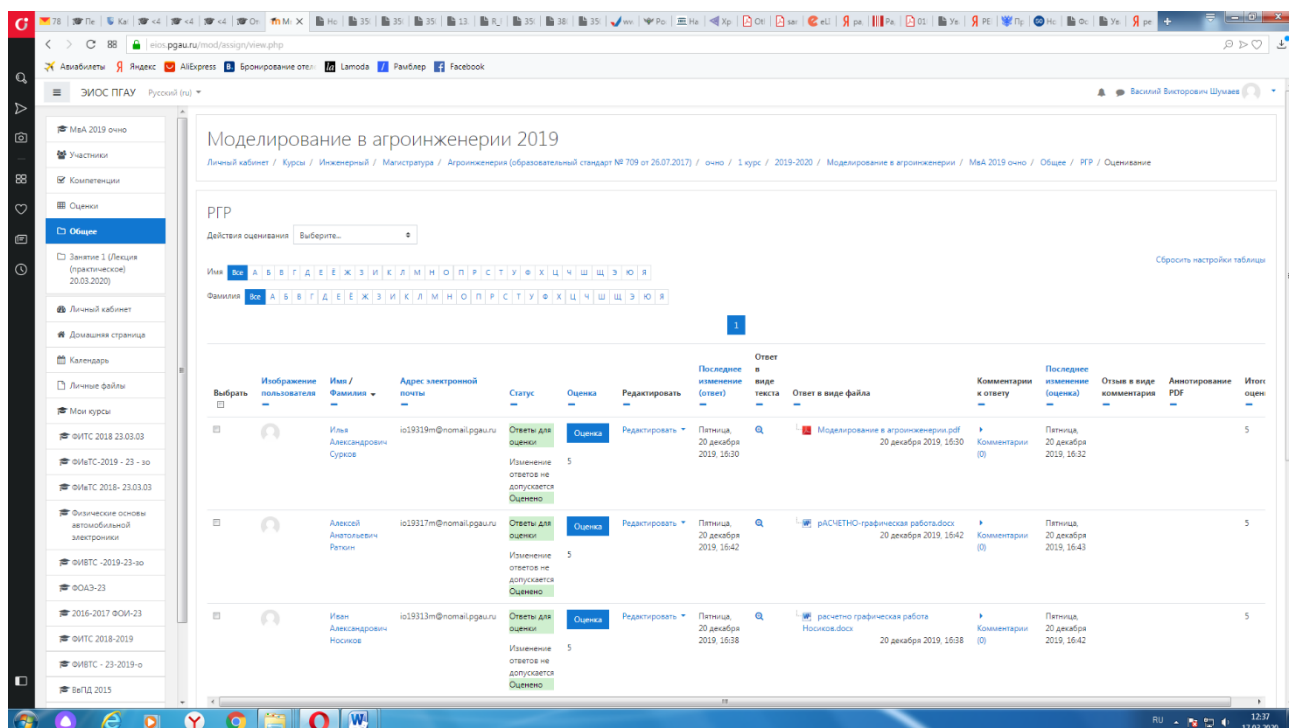 eios.pgau.ru/mod/assign/view.php
Авиабилеты Яндекс AliExpress Lamoda Рамблер Facebook
ЭИОС ПГАУ Русский (ru)
Василий Викторович Шумаев
МвА 2019 очно
Участники
Компетенции
Оценки
Общее
Занятие 1 (Лекция
(практическое)
20.03.2020)
Личный кабинет
Домашняя страница
Календарь
Личные файлы
Мои курсы
ФИТС 2018 23.03.03
ФИвТС-2019 - 23 - зо
ФИвТС 2018- 23.03.03
Физические основы
автомобильной
электроники
ФИВТС -2019-23-зо
ФОАЭ-23
2016-2017 ФОИ-23
ФИТС 2018-2019
ФИВТС - 23-2019-о
ВвПД 2015
Моделирование в агроинженерии 2019
Личный кабинет / Курсы / Инженерный / Магистратура / Агроинженерия (образовательный стандарт № 709 от 26.07.2017) / очно / 1 курс / 2019-2020 / Моделирование в агроинженерии / МвА 2019 очно / Общее / РГР / Оценивание
РГР
Действия оценивания Выберите...
Сбросить настройки таблицы
Имя Все А Б В Г Д Е Ё Ж З И К Л М Н О П Р С Т У Ф Х Ц Ч Ш Щ Э Ю Я
Фамилия Все А Б В Г Д Е Ё Ж З И К Л М Н О П Р С Т У Ф Х Ц Ч Ш Щ Э Ю Я
1
Выбрать
Изображение
пользователя
Имя /
Фамилия
Адрес электронной
почты
Статус
Оценка
Редактировать
Последнее
изменение
(ответ)
Ответ
в
виде
текста
Ответ в виде файла
Комментарии
к ответу
Последнее
изменение
(оценка)
Отзыв в виде
комментария
Аннотирование
PDF
Итого
оцен
Илья
Александрович
Сурков
io19319m@nomail.pgau.ru
Ответы для
оценки
Изменение
ответов не
допускается
Оценено
Оценка
5
Редактировать
Пятница,
20 декабря
2019, 16:30
Моделирование в агроинженерии.pdf
20 декабря 2019, 16:30
Комментарии
(0)
Пятница,
20 декабря
2019, 16:32
5
Алексей
Анатольевич
Раткин
io19317m@nomail.pgau.ru
Ответы для
оценки
Изменение
ответов не
допускается
Оценено
Оценка
5
Редактировать
Пятница,
20 декабря
2019, 16:42
рАСЧЕТНО-графическая работа.docx
20 декабря 2019, 16:42
Комментарии
(0)
Пятница,
20 декабря
2019, 16:43
5
Иван
Александрович
Носиков
io19313m@nomail.pgau.ru
Ответы для
оценки
Изменение
ответов не
допускается
Оценено
Оценка
5
Редактировать
Пятница,
20 декабря
2019, 16:38
расчетно графическая работа
Носиков.docx
20 декабря 2019, 16:38
Комментарии
(0)
Пятница,
20 декабря
2019, 16:42
5
RU
12:37